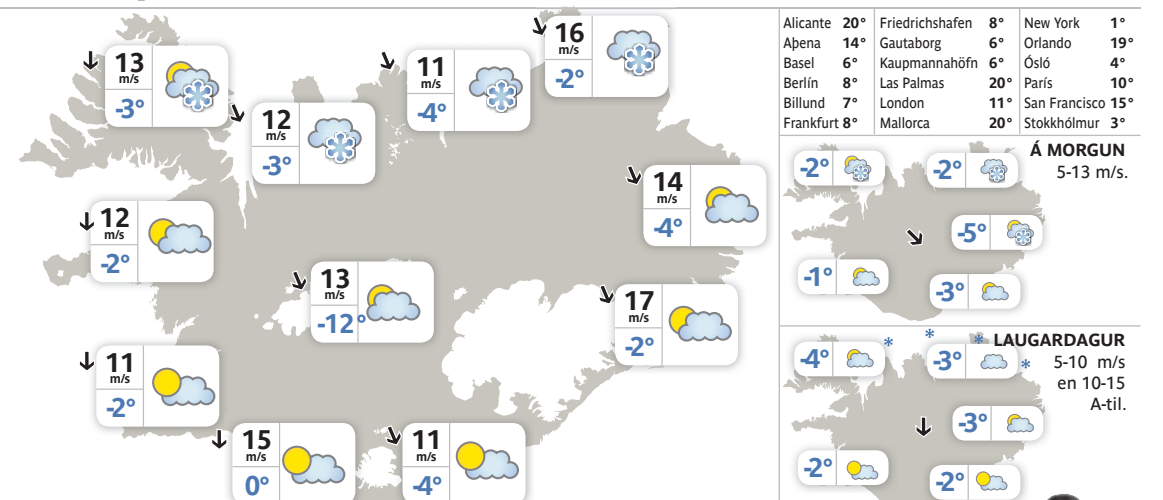 13
m/s
-3°
12
m/s
-3°
11
m/s
-4°
16
m/s
-2°
12
m/s
-2°
14
m/s
-4°
13
m/s
-12°
17
m/s
-2°
11
m/s
-2°
15
m/s
0°
11
m/s
-4°
Alicante 20°
Aþena 14°
Basel 6°
Berlín 8°
Billund 7°
Frankfurt 8°
Friedrichshafen 8°
Gautaborg 6°
Kaupmannahöfn 6°
Las Palmas 20°
London 11°
Mallorca 20°
New York 1°
Orlando 19°
Ósló 4°
París 10°
San Francisco 15°
Stokkhólmur 3°
Á MORGUN
5-13 m/s.
-2°
-2°
-5°
-1°
-3°
LAUGARDAGUR
5-10 m/s
en 10-15
A-til.
-4°
-3°
-3°
-2°
-2°